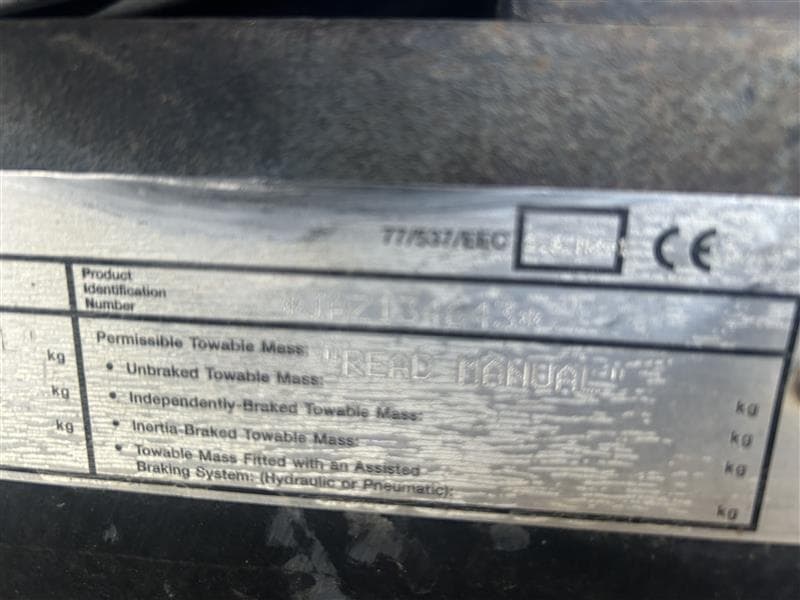 77/537/EEC CE
Product
Identification
Number
Permissible Towable Mass:
"READ MANUAL"
• Unbraked Towable Mass: kg
• Independently-Braked Towable Mass: kg
• Inertia-Braked Towable Mass: kg
• Towable Mass Fitted with an Assisted
Braking System: (Hydraulic or Pneumatic): kg
kg
kg
kg